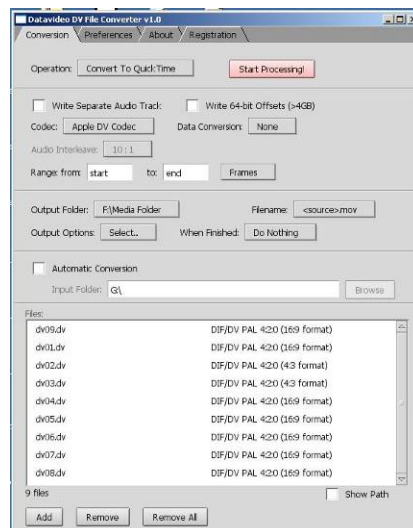 Datavideo DV File Converter v1.0
Conversion Preferences About Registration
Operation: Convert To QuickTime Start Processing!
Write Separate Audio Track Write 64-bit Offsets (>4GB)
Codec: Apple DV Codec Data Conversion: None
Audio Interleave: 10 : 1
Range: from: start to: end Frames
Output Folder: F:\Media Folder Filename: <source>.mov
Output Options: Select.. When Finished: Do Nothing
Automatic Conversion
Input Folder: G:\ Browse
Files:
dv09.dv DIF/DV PAL 4:2:0 (16:9 format)
dv01.dv DIF/DV PAL 4:2:0 (16:9 format)
dv02.dv DIF/DV PAL 4:2:0 (4:3 format)
dv03.dv DIF/DV PAL 4:2:0 (4:3 format)
dv04.dv DIF/DV PAL 4:2:0 (16:9 format)
dv05.dv DIF/DV PAL 4:2:0 (16:9 format)
dv06.dv DIF/DV PAL 4:2:0 (16:9 format)
dv07.dv DIF/DV PAL 4:2:0 (16:9 format)
dv08.dv DIF/DV PAL 4:2:0 (16:9 format)
9 files Show Path
Add Remove Remove All